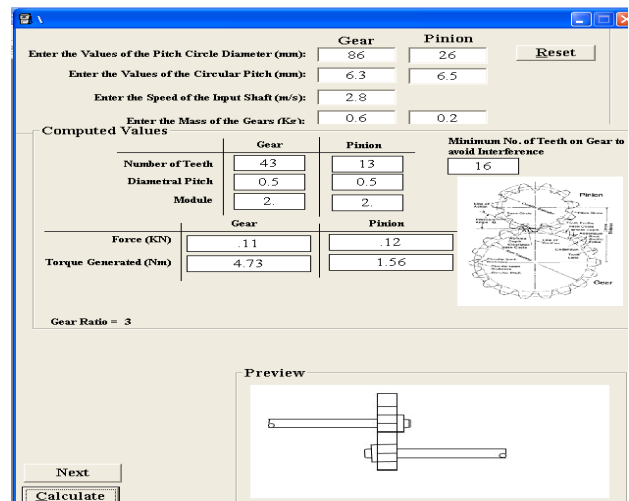 Gear Pinion
Enter the Values of the Pitch Circle Diameter (mm): 86 26
Reset
Enter the Values of the Circular Pitch (mm): 6.3 6.5
Enter the Speed of the Input Shaft (m/s): 2.8
Enter the Mass of the Gears (Kg): 0.6 0.2
Computed Values
Gear Pinion
Minimum No. of Teeth on Gear to
avoid Interference
Number of Teeth 43 13
16
Diametral Pitch 0.5 0.5
Module 2. 2.
Pinion
Gear
Gear Pinion
Force (KN) .11 .12
Torque Generated (Nm) 4.73 1.56
Gear Ratio = 3
Preview
Next
Calculate